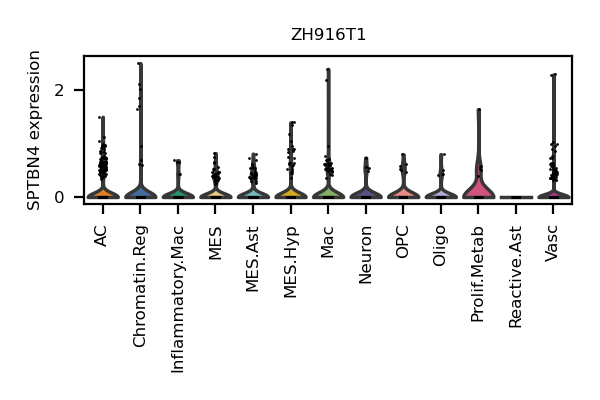 ZH916T1
SPTBN4 expression
2
0
AC
Chromatin.Reg
Inflammatory.Mac
MES
MES.Ast
MES.Hyp
Mac
Neuron
OPC
Oligo
Prolif.Metab
Reactive.Ast
Vasc